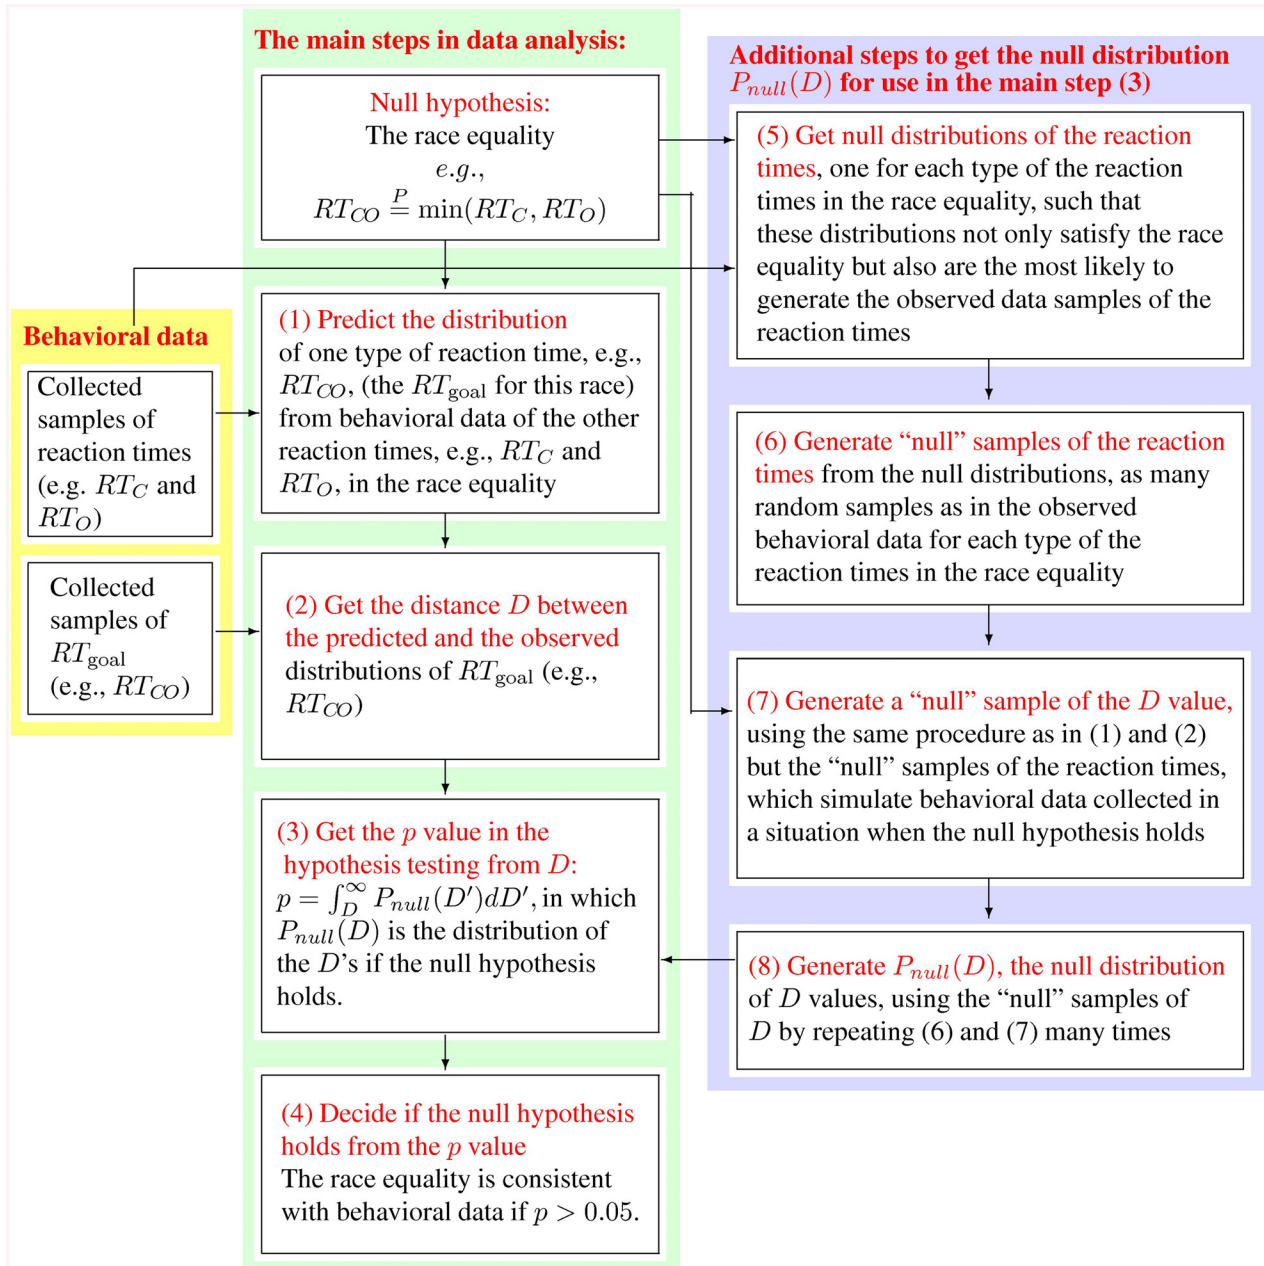 The main steps in data analysis:
Null hypothesis:
The race equality
e.g.,
RT_CO =^P min(RT_C, RT_O)
Behavioral data
Collected
samples of
reaction times
(e.g. RT_C and
RT_O)
Collected
samples of
RT_goal
(e.g., RT_CO)
(1) Predict the distribution
of one type of reaction time, e.g.,
RT_CO, (the RT_goal for this race)
from behavioral data of the other
reaction times, e.g., RT_C and
RT_O, in the race equality
(2) Get the distance D between
the predicted and the observed
distributions of RT_goal (e.g.,
RT_CO)
(3) Get the p value in the
hypothesis testing from D:
p = ∫_D^∞ P_null(D′)dD′, in which
P_null(D) is the distribution of
the D's if the null hypothesis
holds.
(4) Decide if the null hypothesis
holds from the p value
The race equality is consistent
with behavioral data if p > 0.05.
Additional steps to get the null distribution
P_null(D) for use in the main step (3)
(5) Get null distributions of the reaction
times, one for each type of the reaction
times in the race equality, such that
these distributions not only satisfy the race
equality but also are the most likely to
generate the observed data samples of the
reaction times
(6) Generate “null” samples of the reaction
times from the null distributions, as many
random samples as in the observed
behavioral data for each type of the
reaction times in the race equality
(7) Generate a “null” sample of the D value,
using the same procedure as in (1) and (2)
but the “null” samples of the reaction times,
which simulate behavioral data collected in
a situation when the null hypothesis holds
(8) Generate P_null(D), the null distribution
of D values, using the “null” samples of
D by repeating (6) and (7) many times